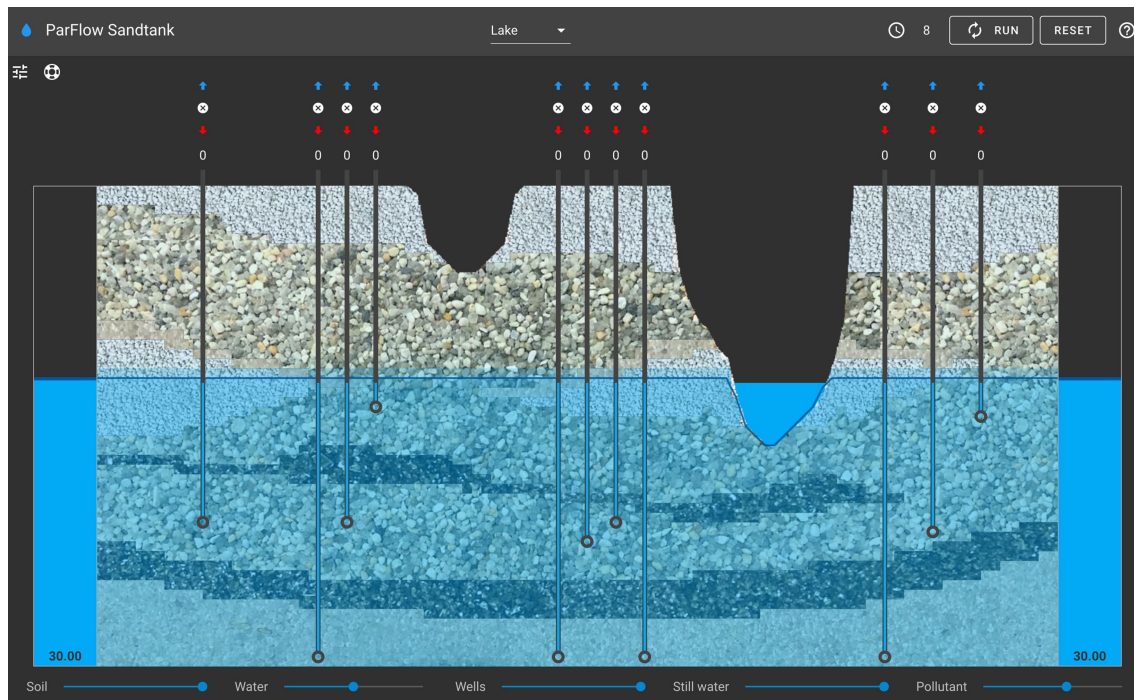 ParFlow Sandtank
Lake
8
RUN
RESET
0 0 0 0 0 0 0 0 0 0 0
30.00
30.00
Soil
Water
Wells
Still water
Pollutant